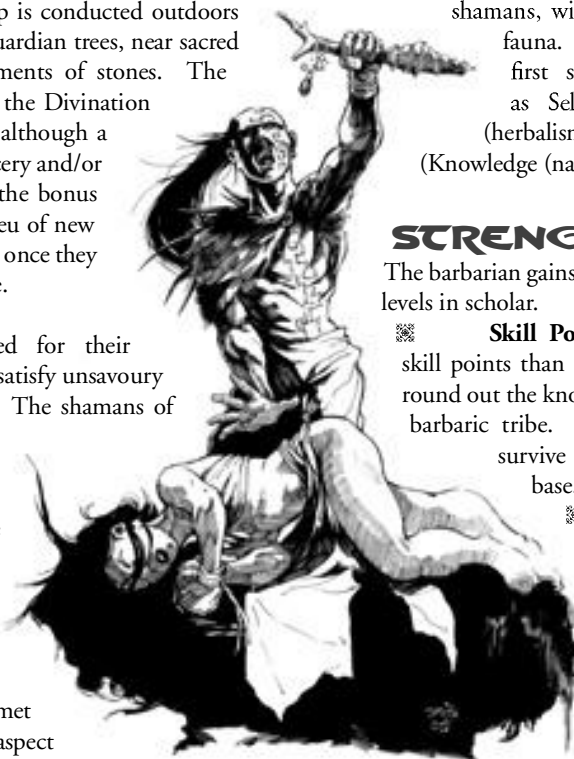 p is conducted outdoors
uardian trees, near sacred
ments of stones. The
the Divination
although a
cery and/or
the bonus
eu of new
once they
e.
ed for their
satisfy unsavoury
The shamans of
met
aspect
shamans, wi
fauna.
first s
as Sel
(herbalism
(Knowledge (na
STRENG
The barbarian gains
levels in scholar.
Skill Po
skill points than
round out the kno
barbaric tribe.
survive
base